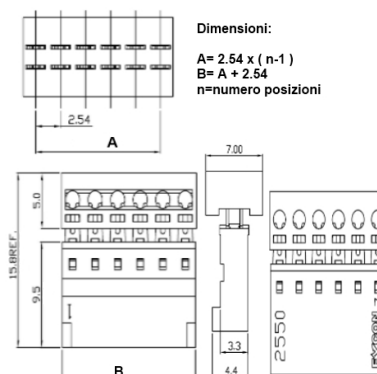 Dimensioni:
A= 2.54 x ( n-1 )
B= A + 2.54
n=numero posizioni
2.54
A
7.00
5.0
15.8REF.
9.5
3.3
4.4
B
2550